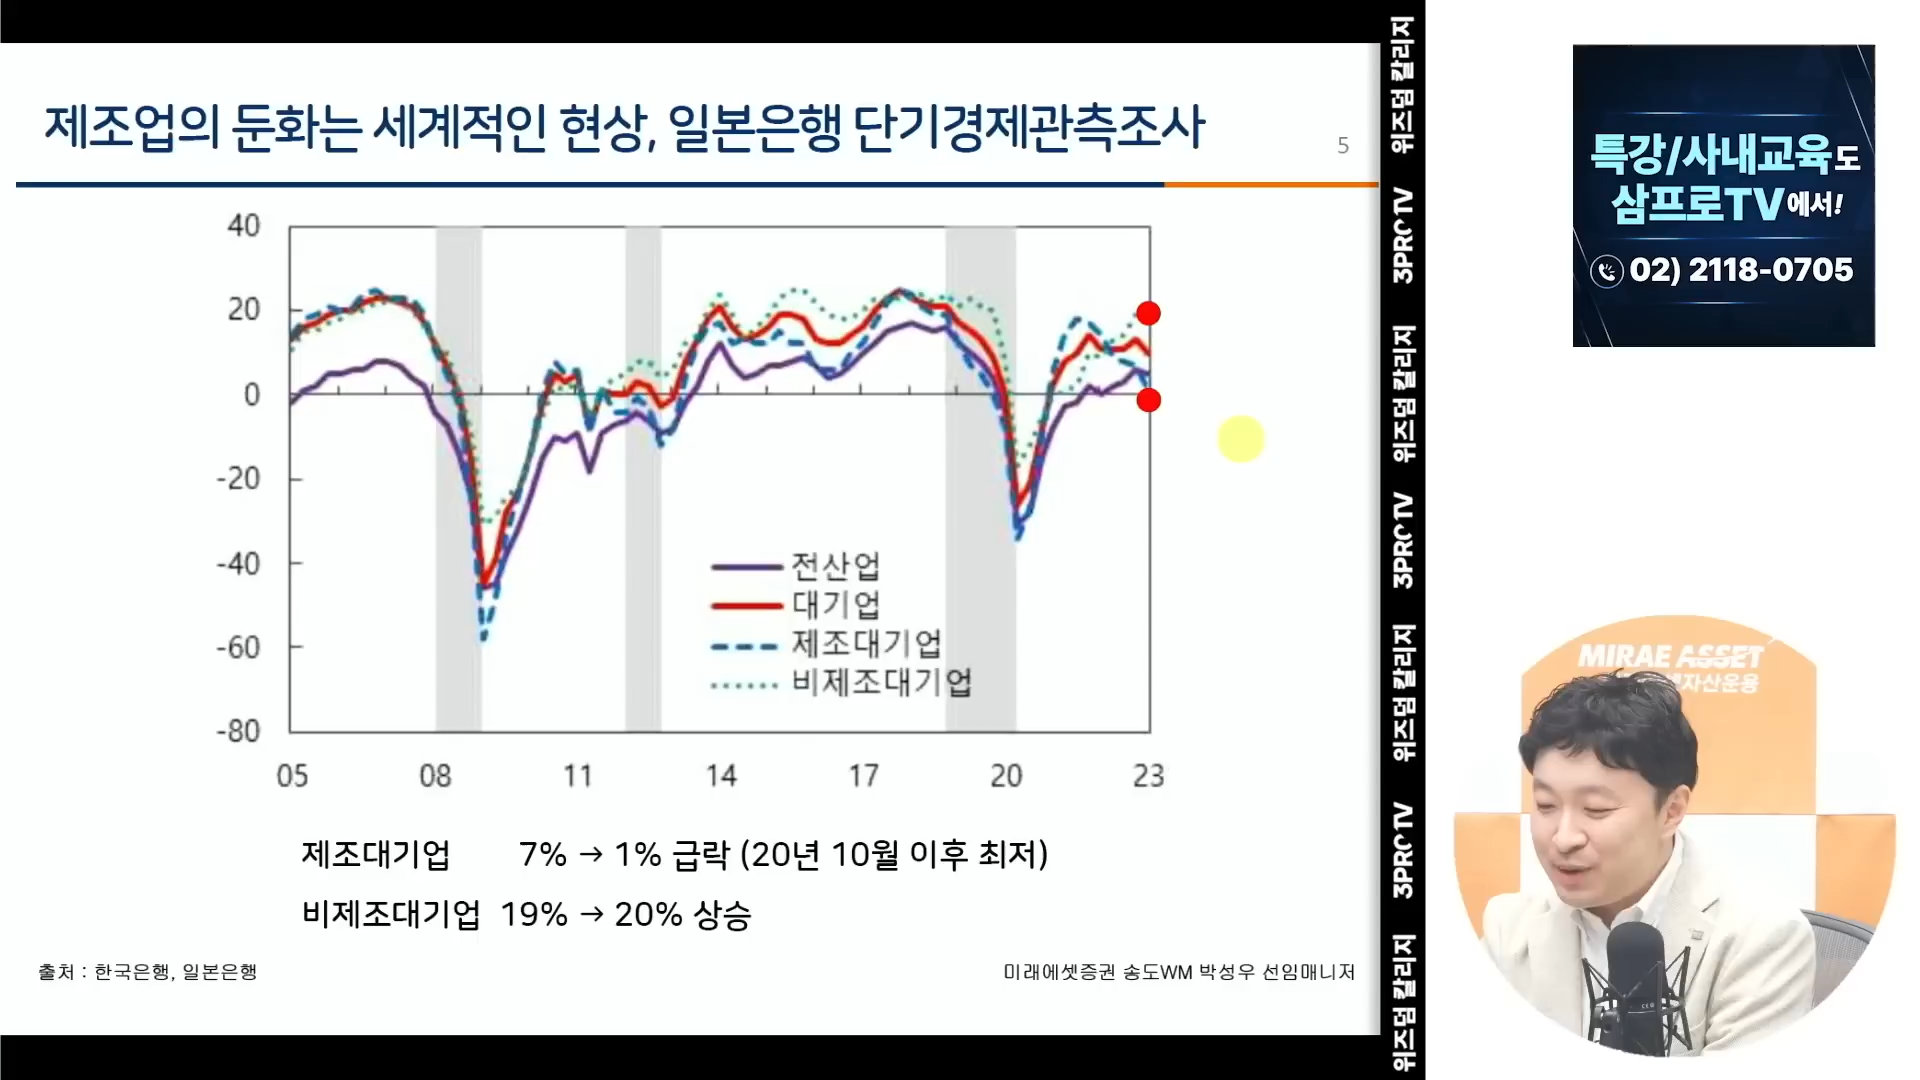 제조업의 둔화는 세계적인 현상, 일본은행 단기경제관측조사
5
40
20
0
-20
-40
-60
-80
05 08 11 14 17 20 23
전산업
대기업
제조대기업
비제조대기업
제조대기업 7% → 1% 급락 (20년 10월 이후 최저)
비제조대기업 19% → 20% 상승
출처 : 한국은행, 일본은행
미래에셋증권 송도WM 박성우 선임매니저
위즈덤 칼리지
3PROTV
위즈덤 칼리지
3PROTV
위즈덤 칼리지
3PROTV
위즈덤 칼리지
특강/사내교육도
삼프로TV에서!
02) 2118-0705
MIRAE ASSET
자산운용